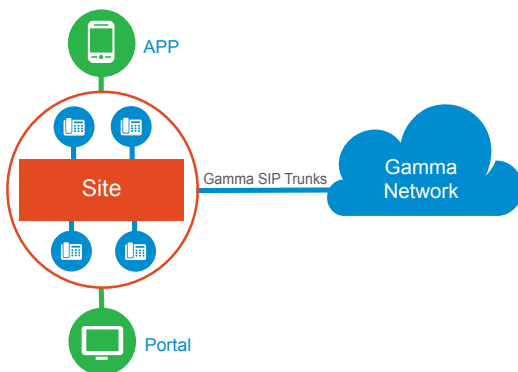 APP
Site
Gamma SIP Trunks
Gamma
Network
Portal